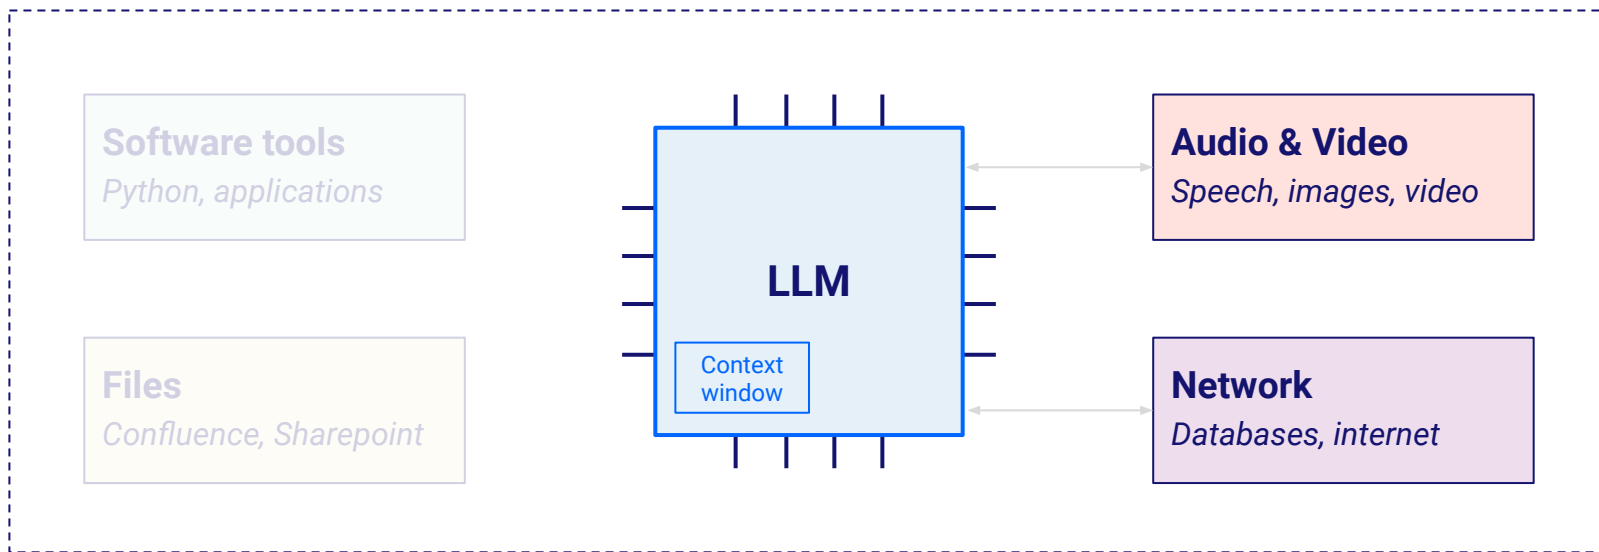 Software tools
Python, applications
Files
Confluence, Sharepoint
LLM
Context
window
Audio & Video
Speech, images, video
Network
Databases, internet